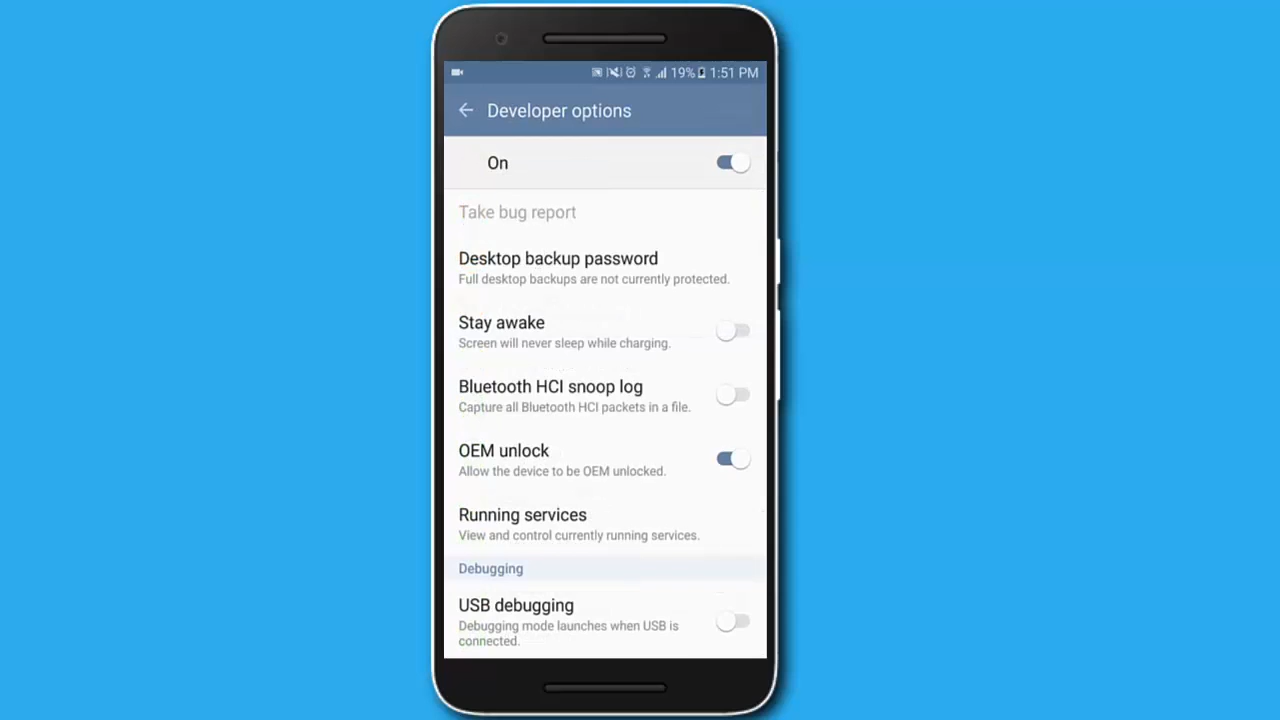 19% 1:51 PM
Developer options
On
Take bug report
Desktop backup password
Full desktop backups are not currently protected.
Stay awake
Screen will never sleep while charging.
Bluetooth HCI snoop log
Capture all Bluetooth HCI packets in a file.
OEM unlock
Allow the device to be OEM unlocked.
Running services
View and control currently running services.
Debugging
USB debugging
Debugging mode launches when USB is
connected.